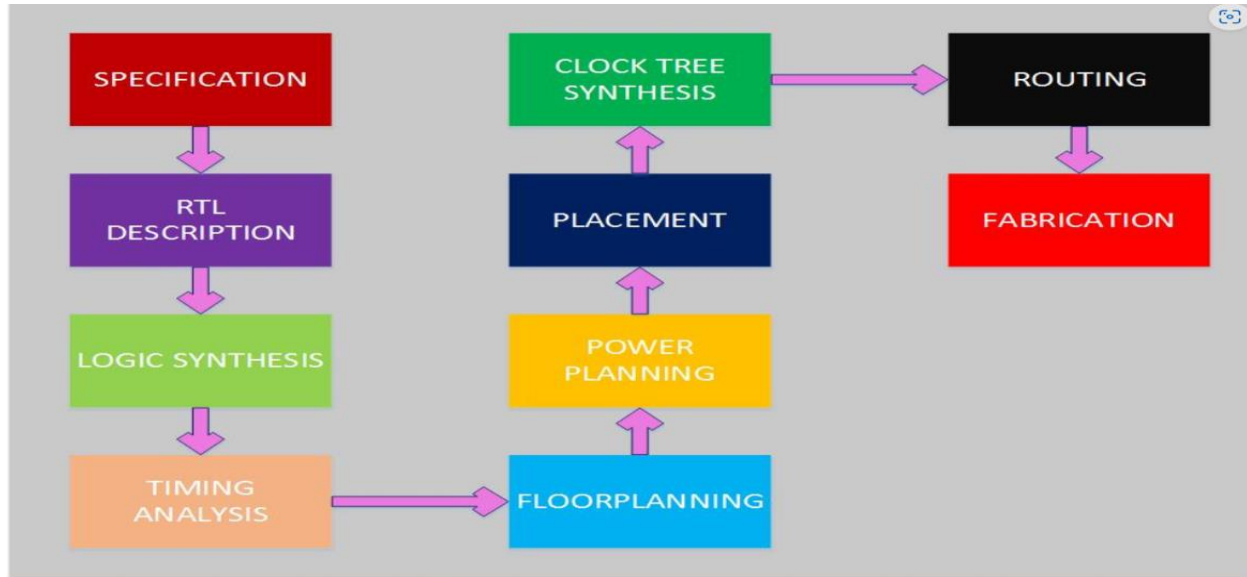 SPECIFICATION
RTL
DESCRIPTION
LOGIC SYNTHESIS
TIMING
ANALYSIS
FLOORPLANNING
POWER
PLANNING
PLACEMENT
CLOCK TREE
SYNTHESIS
ROUTING
FABRICATION